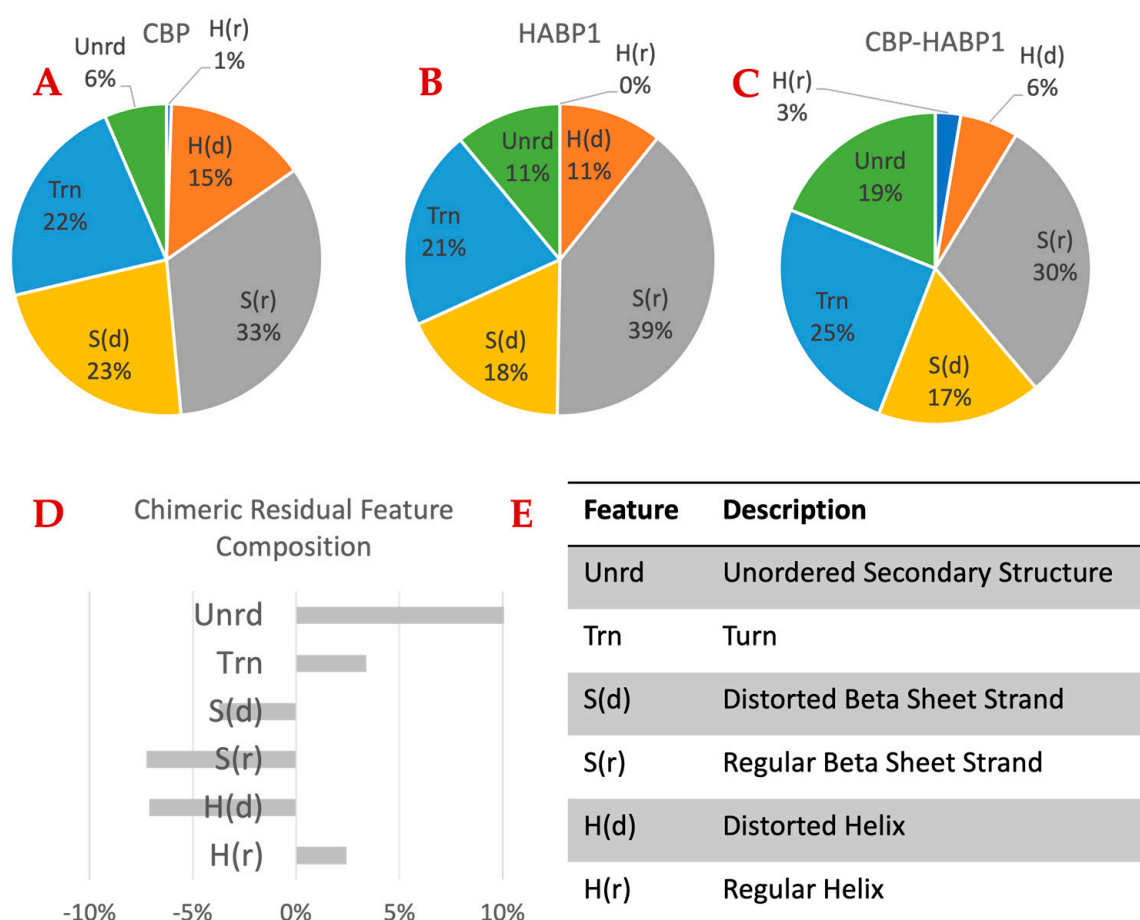 A
CBP
Unrd
6%
H(r)
1%
H(d)
15%
Trn
22%
S(r)
33%
S(d)
23%
B
HABP1
H(r)
0%
Unrd
11%
H(d)
11%
Trn
21%
S(r)
39%
S(d)
18%
C
CBP-HABP1
H(r)
3%
H(d)
6%
Unrd
19%
S(r)
30%
Trn
25%
S(d)
17%
D
Chimeric Residual Feature
Composition
Unrd
Trn
S(d)
S(r)
H(d)
H(r)
-10% -5% 0% 5% 10%
E
Feature Description
Unrd Unordered Secondary Structure
Trn Turn
S(d) Distorted Beta Sheet Strand
S(r) Regular Beta Sheet Strand
H(d) Distorted Helix
H(r) Regular Helix